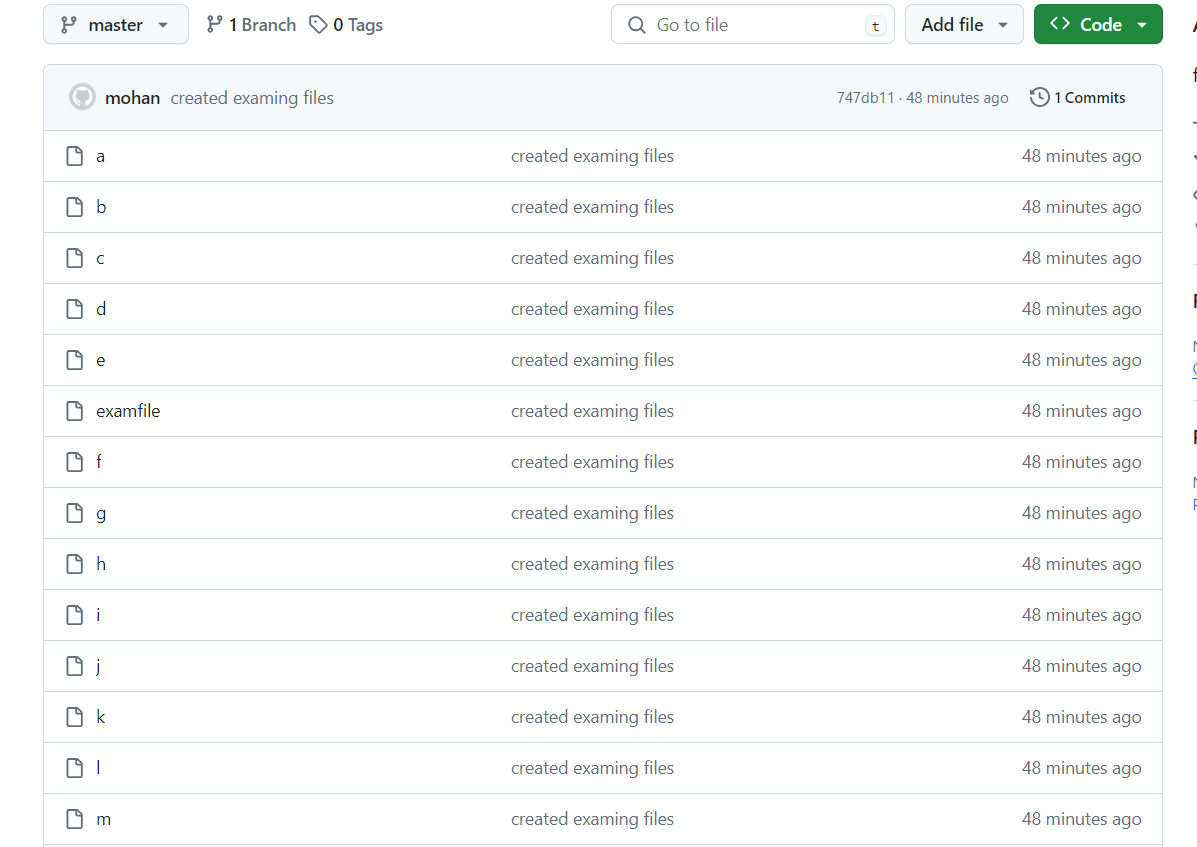 master 1 Branch 0 Tags Go to file t Add file Code
mohan created examing files 747db11 · 48 minutes ago 1 Commits
a created examing files 48 minutes ago
b created examing files 48 minutes ago
c created examing files 48 minutes ago
d created examing files 48 minutes ago
e created examing files 48 minutes ago
examfile created examing files 48 minutes ago
f created examing files 48 minutes ago
g created examing files 48 minutes ago
h created examing files 48 minutes ago
i created examing files 48 minutes ago
j created examing files 48 minutes ago
k created examing files 48 minutes ago
l created examing files 48 minutes ago
m created examing files 48 minutes ago